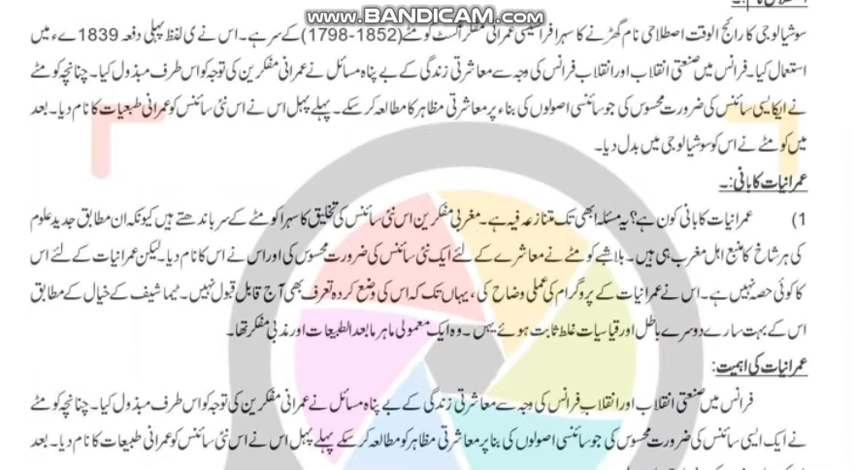 www.BANDICAM.com
سوشیالوجی کا رائج الوقت اصطلاحی نام گھڑنے کا سہرا فرانسیسی عمرانی مفکر آگسٹ کومٹے (1798-1852) کے سر ہے۔ اس نے ی لفظ پہلی دفعہ 1839ء میں
استعمال کیا۔ فرانس میں صنعتی انقلاب اور انقلاب فرانس کی وجہ سے معاشرتی زندگی کے بے پناہ مسائل نے عمرانی مفکرین کی توجہ کو اس طرف مبذول کیا۔ چنانچہ کومٹے
نے ایکایسی سائنس کی ضرورت محسوس کی جو سائنسی اصولوں کی بناء پر معاشرتی مظاہر کا مطالعہ کر سکے۔ پہلے پہل اس نے اس نئی سائنس کو عمرانی طبعیات کا نام دیا۔ بعد
میں کومٹے نے اس کو سوشیالوجی میں بدل دیا۔
عمرانیات کا بانی:۔
1) عمرانیات کا بانی کون ہے؟ یہ مسئلہ ابھی تک متنازعہ فیہ ہے۔ مغربی مفکرین اس نئی سائنس کی تخلیق کا سہرا کومٹے کے سر باندھتے ہیں کیونکہ ان مطابق جدید علوم
کی ہر شاخ کا منبع اہل مغرب ہی ہیں۔ بلاشبے کومٹے نے معاشرے کے لئے ایک نئی سائنس کی ضرورت محسوس کی اور اس نے اس کا نام دیا۔ لیکن عمرانیات کے لئے اس
کا کوئی حصہ نہیں ہے۔ اس نے عمرانیات کے پروگرام کی عملی وضاح کی، یہاں تک کہ اس کی وضع کردہ تعرف بھی آج قابل قبول نہیں۔ ٹیماشیف کے خیال کے مطابق
اس کے بہت سارے دوسرے باطل اور قیاسیات غلط ثابت ہوئے یہں۔ وہ ایک معمولی ماہر مابعد الطبیعات اور مذہبی مفکر تھا۔
عمرانیات کی اہمیت:
فرانس میں صنعتی انقلاب اور انقلاب فرانس کی وجہ سے معاشرتی زندگی کے بے پناہ مسائل نے عمرانی مفکرین کی توجہ کو اس طرف مبذول کیا۔ چنانچہ کومٹے
نے ایک ایسی سائنس کی ضرورت محسوس کی جو سائنسی اصولوں کی بنا پر معاشرتی مظاہر کو مطالعہ کر سکے پہلے پہل اس نے اس نئی سائنس کو عمرانی طبیعات کا نام دیا۔ بعد